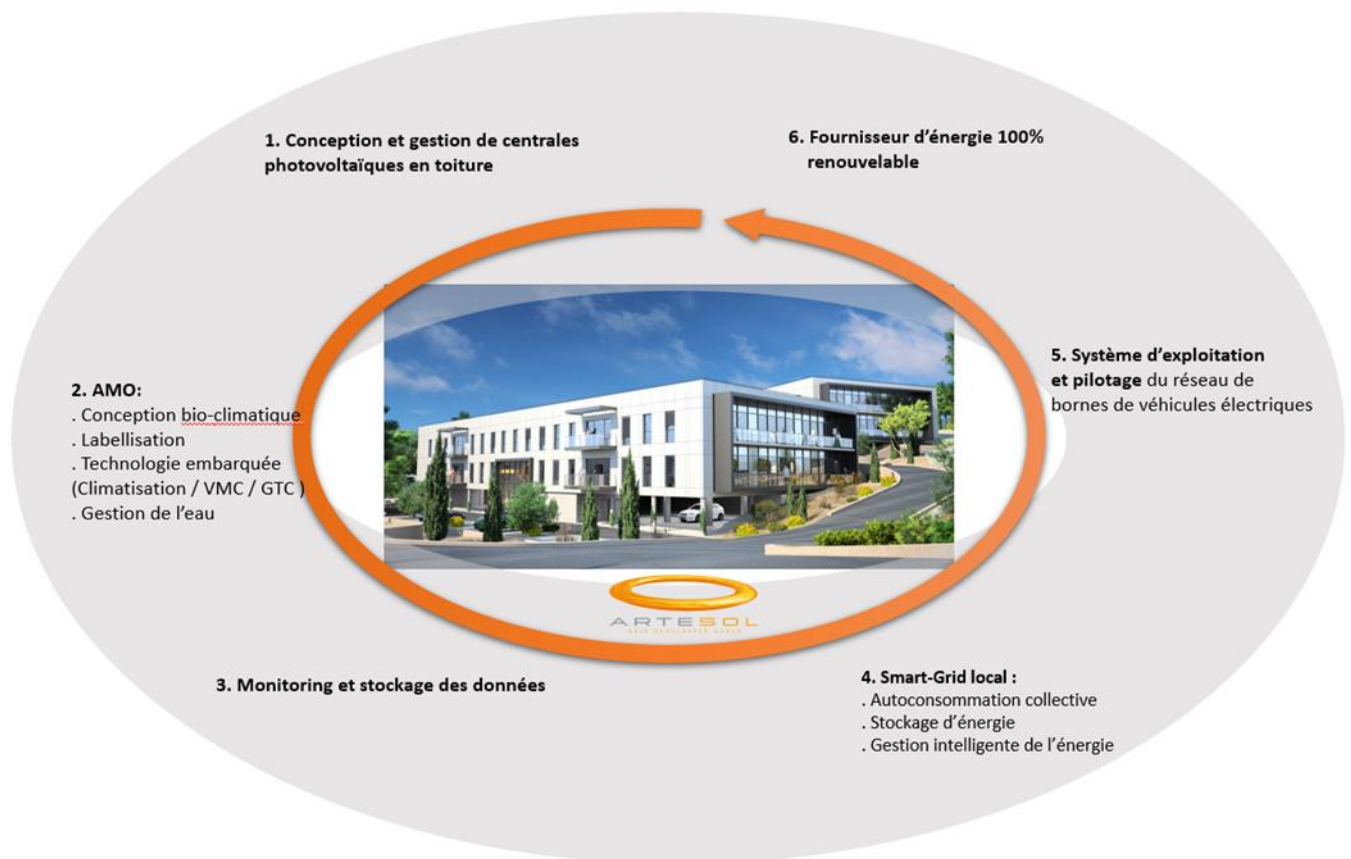 1. Conception et gestion de centrales
photovoltaïques en toiture
6. Fournisseur d’énergie 100%
renouvelable
2. AMO:
. Conception bio-climatique
. Labellisation
. Technologie embarquée
(Climatisation / VMC / GTC )
. Gestion de l’eau
5. Système d’exploitation
et pilotage du réseau de
bornes de véhicules électriques
ARTESOL
3. Monitoring et stockage des données
4. Smart-Grid local :
. Autoconsommation collective
. Stockage d’énergie
. Gestion intelligente de l’énergie